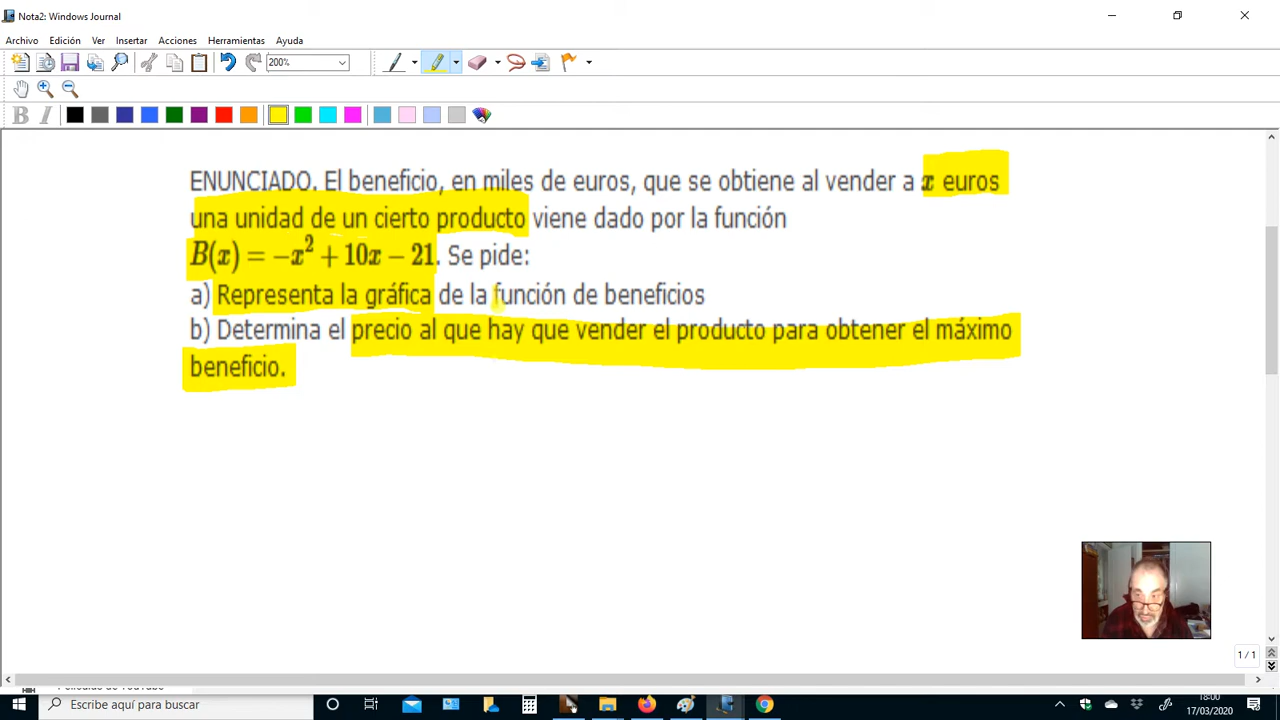 Nota2: Windows Journal
Archivo Edición Ver Insertar Acciones Herramientas Ayuda
200%
B I
ENUNCIADO. El beneficio, en miles de euros, que se obtiene al vender a x euros
una unidad de un cierto producto viene dado por la función
B(x) = −x² + 10x − 21. Se pide:
a) Representa la gráfica de la función de beneficios
b) Determina el precio al que hay que vender el producto para obtener el máximo
beneficio.
1 / 1
Escribe aquí para buscar
18:00
17/03/2020